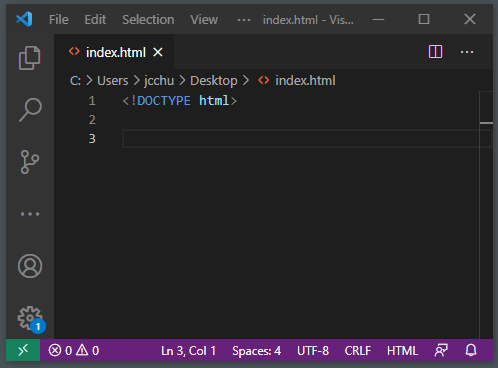 File Edit Selection View ··· index.html - Vis...
index.html
C: > Users > jcchu > Desktop > index.html
1 <!DOCTYPE html>
2
3
1
0 0 Ln 3, Col 1 Spaces: 4 UTF-8 CRLF HTML